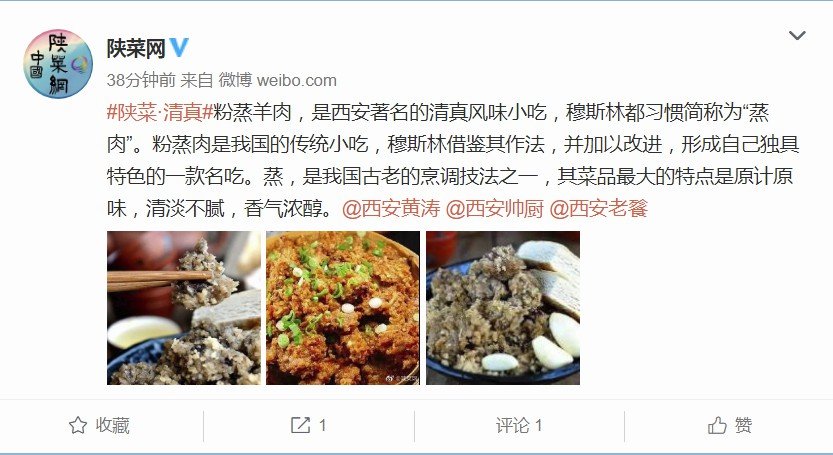 陕菜网
中國
陕菜網
38分钟前 来自 微博 weibo.com
#陕菜·清真#粉蒸羊肉，是西安著名的清真风味小吃，穆斯林都习惯简称为“蒸
肉”。粉蒸肉是我国的传统小吃，穆斯林借鉴其作法，并加以改进，形成自己独具
特色的一款名吃。蒸，是我国古老的烹调技法之一，其菜品最大的特点是原计原
味，清淡不腻，香气浓醇。@西安黄涛 @西安帅厨 @西安老餮
收藏
1
评论 1
赞